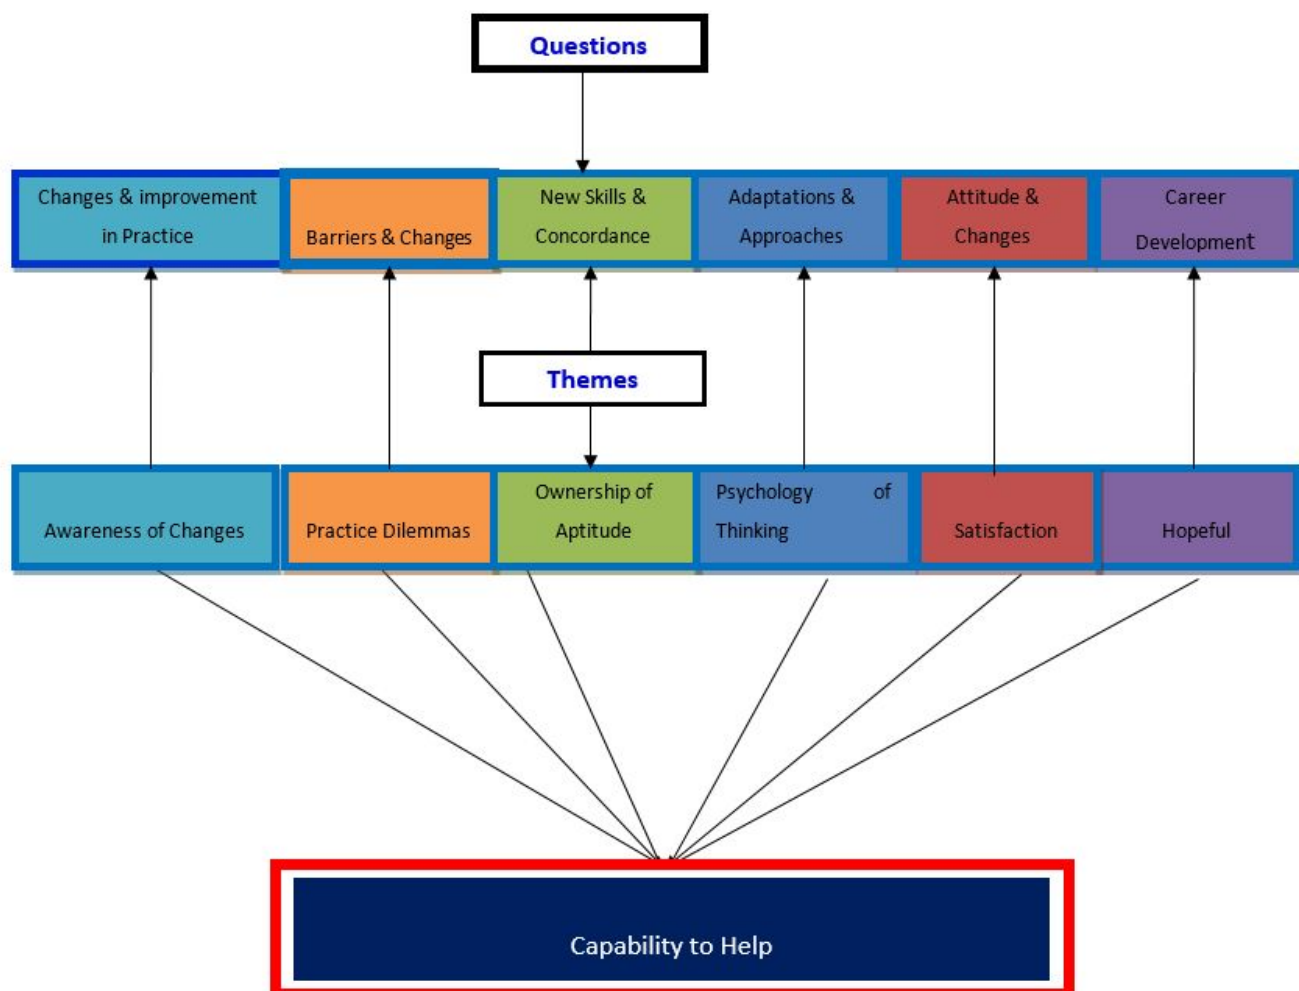 Questions
Changes & improvement
in Practice
Barriers & Changes
New Skills &
Concordance
Adaptations &
Approaches
Attitude &
Changes
Career
Development
Themes
Awareness of Changes
Practice Dilemmas
Ownership of
Aptitude
Psychology of
Thinking
Satisfaction
Hopeful
Capability to Help